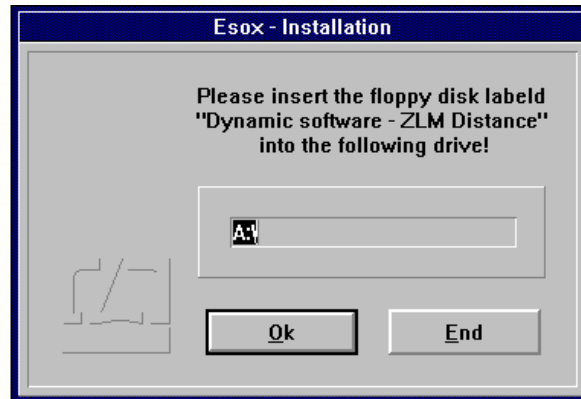 Esox - Installation
Please insert the floppy disk labeld
"Dynamic software - ZLM Distance"
into the following drive!
A:\
Ok
End